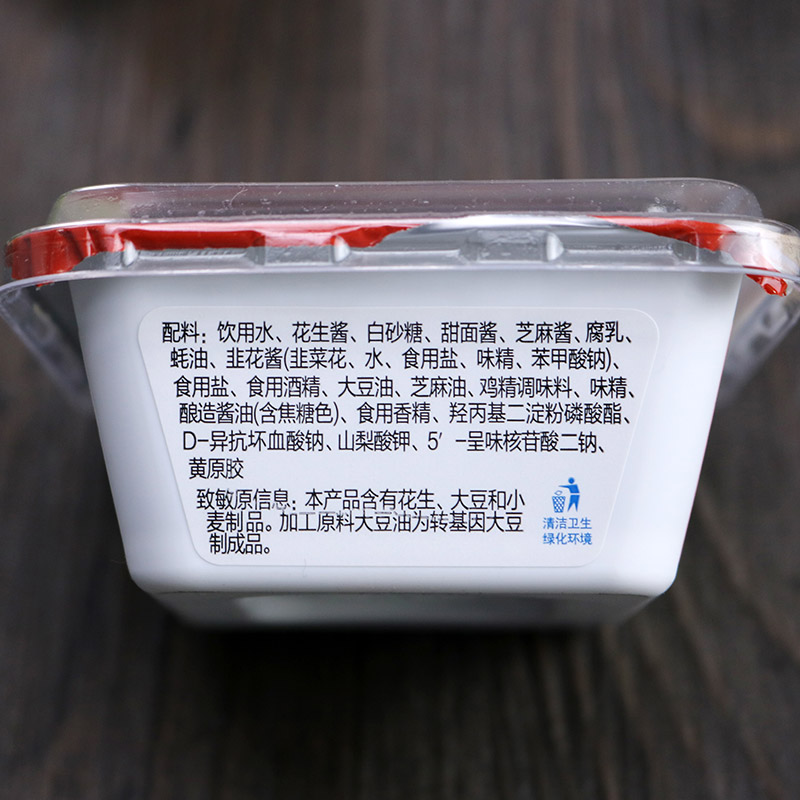 配料：饮用水、花生酱、白砂糖、甜面酱、芝麻酱、腐乳、
蚝油、韭花酱(韭菜花、水、食用盐、味精、苯甲酸钠)、
食用盐、食用酒精、大豆油、芝麻油、鸡精调味料、味精、
酿造酱油(含焦糖色)、食用香精、羟丙基二淀粉磷酸酯、
D-异抗坏血酸钠、山梨酸钾、5′-呈味核苷酸二钠、
黄原胶
致敏原信息：本产品含有花生、大豆和小
麦制品。加工原料大豆油为转基因大豆
制成品。
清洁卫生
绿化环境